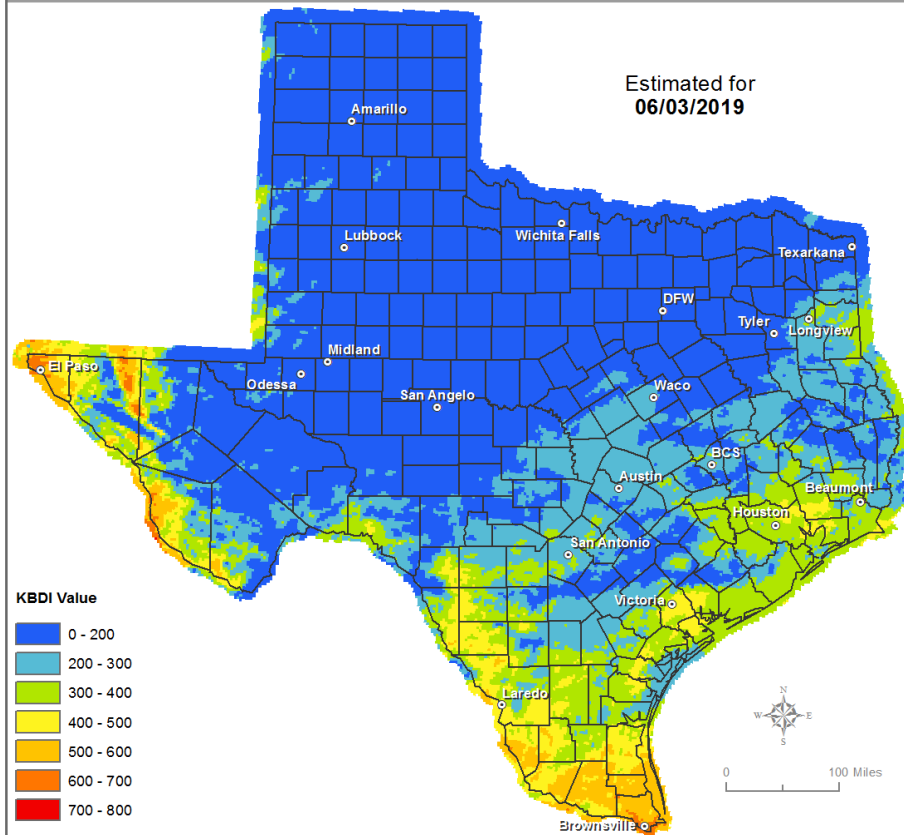 Estimated for
06/03/2019
Amarillo
Lubbock
Wichita Falls
Texarkana
DFW
Tyler
Longview
El Paso
Midland
Odessa
San Angelo
Waco
BCS
Austin
Beaumont
Houston
San Antonio
Victoria
Laredo
Brownsville
KBDI Value
0 - 200
200 - 300
300 - 400
400 - 500
500 - 600
600 - 700
700 - 800
N
W E
S
0 100 Miles